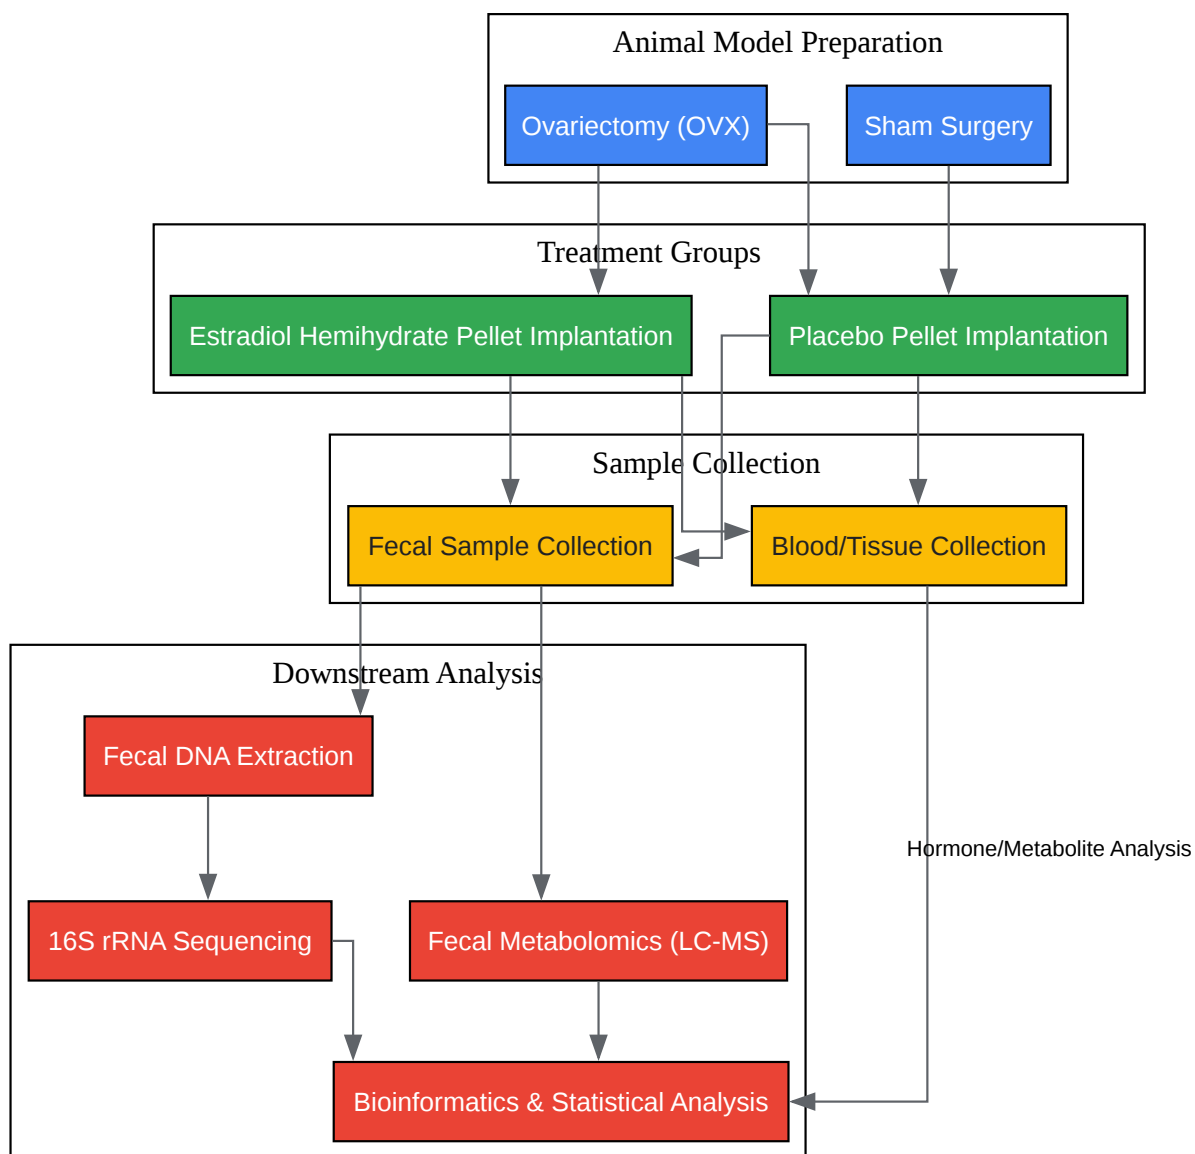 Animal Model Preparation
Ovariectomy (OVX)
Sham Surgery
Treatment Groups
Estradiol Hemihydrate Pellet Implantation
Placebo Pellet Implantation
Sample Collection
Fecal Sample Collection
Blood/Tissue Collection
Downstream Analysis
Fecal DNA Extraction
Hormone/Metabolite Analysis
16S rRNA Sequencing
Fecal Metabolomics (LC-MS)
Bioinformatics & Statistical Analysis